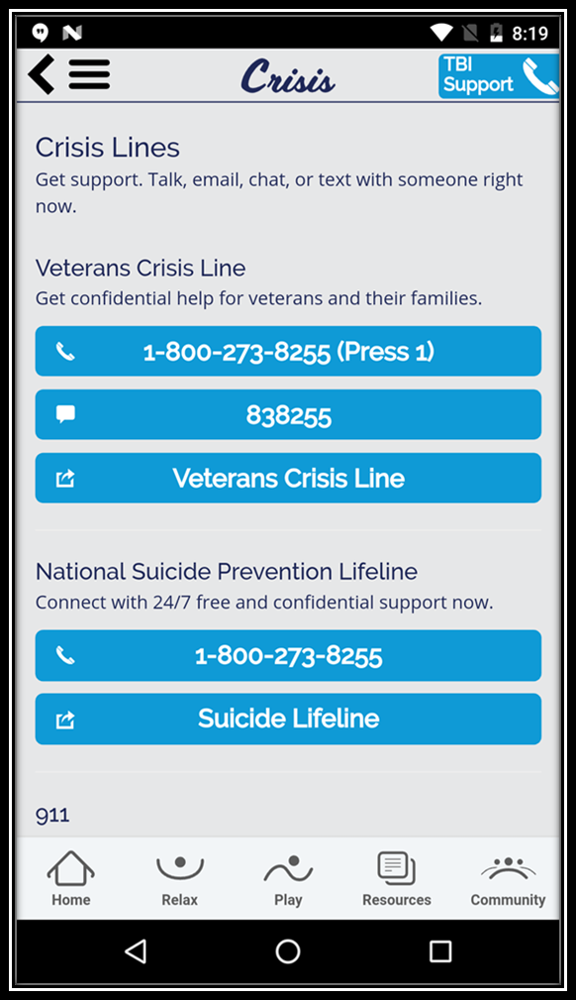 8:19
Crisis
TBI
Support
Crisis Lines
Get support. Talk, email, chat, or text with someone right
now.
Veterans Crisis Line
Get confidential help for veterans and their families.
1-800-273-8255 (Press 1)
838255
Veterans Crisis Line
National Suicide Prevention Lifeline
Connect with 24/7 free and confidential support now.
1-800-273-8255
Suicide Lifeline
911
Home Relax Play Resources Community